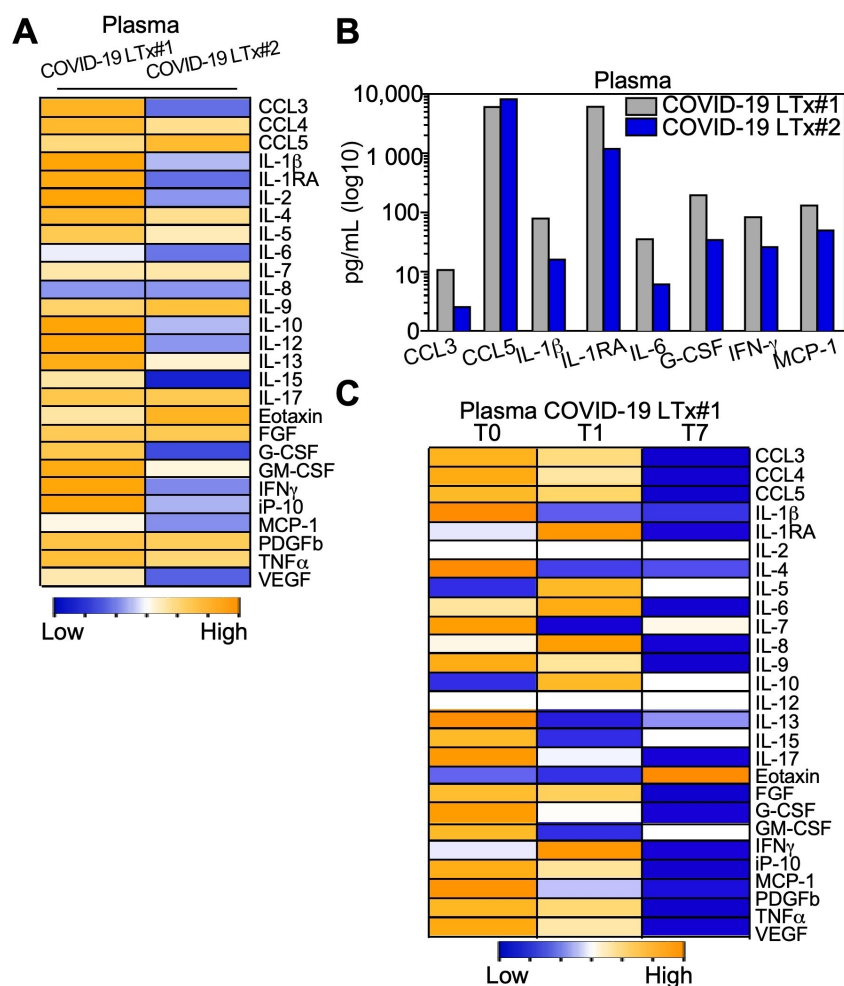 A
Plasma
COVID-19 LTx#1
COVID-19 LTx#2
CCL3
CCL4
CCL5
IL-1β
IL-1RA
IL-2
IL-4
IL-5
IL-6
IL-7
IL-8
IL-9
IL-10
IL-12
IL-13
IL-15
IL-17
Eotaxin
FGF
G-CSF
GM-CSF
IFNγ
iP-10
MCP-1
PDGFb
TNFα
VEGF
Low High
B
Plasma
COVID-19 LTx#1
COVID-19 LTx#2
pg/mL (log10)
10,000
1 000
100
10
0
CCL3 CCL5 IL-1β IL-1RA IL-6 G-CSF IFN-γ MCP-1
C
Plasma COVID-19 LTx#1
T0 T1 T7
CCL3
CCL4
CCL5
IL-1β
IL-1RA
IL-2
IL-4
IL-5
IL-6
IL-7
IL-8
IL-9
IL-10
IL-12
IL-13
IL-15
IL-17
Eotaxin
FGF
G-CSF
GM-CSF
IFNγ
iP-10
MCP-1
PDGFb
TNFα
VEGF
Low High